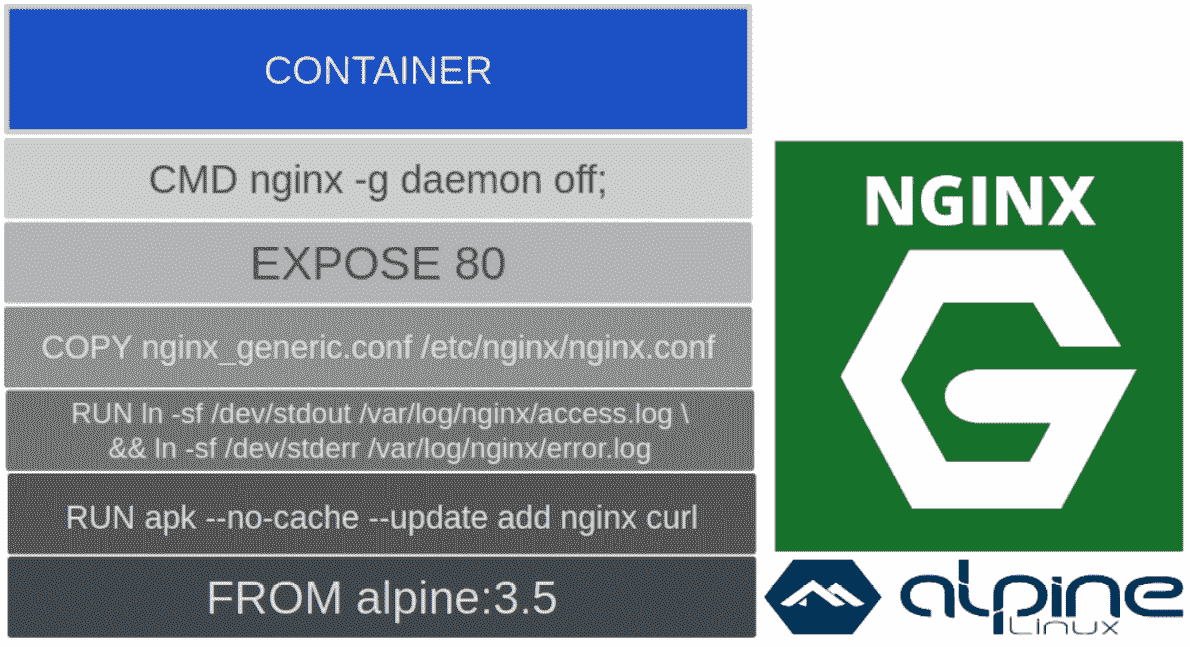 CONTAINER
CMD nginx -g daemon off;
EXPOSE 80
COPY nginx_generic.conf /etc/nginx/nginx.conf
RUN ln -sf /dev/stdout /var/log/nginx/access.log \
&& ln -sf /dev/stderr /var/log/nginx/error.log
RUN apk --no-cache --update add nginx curl
FROM alpine:3.5
NGINX
alpine
Linux